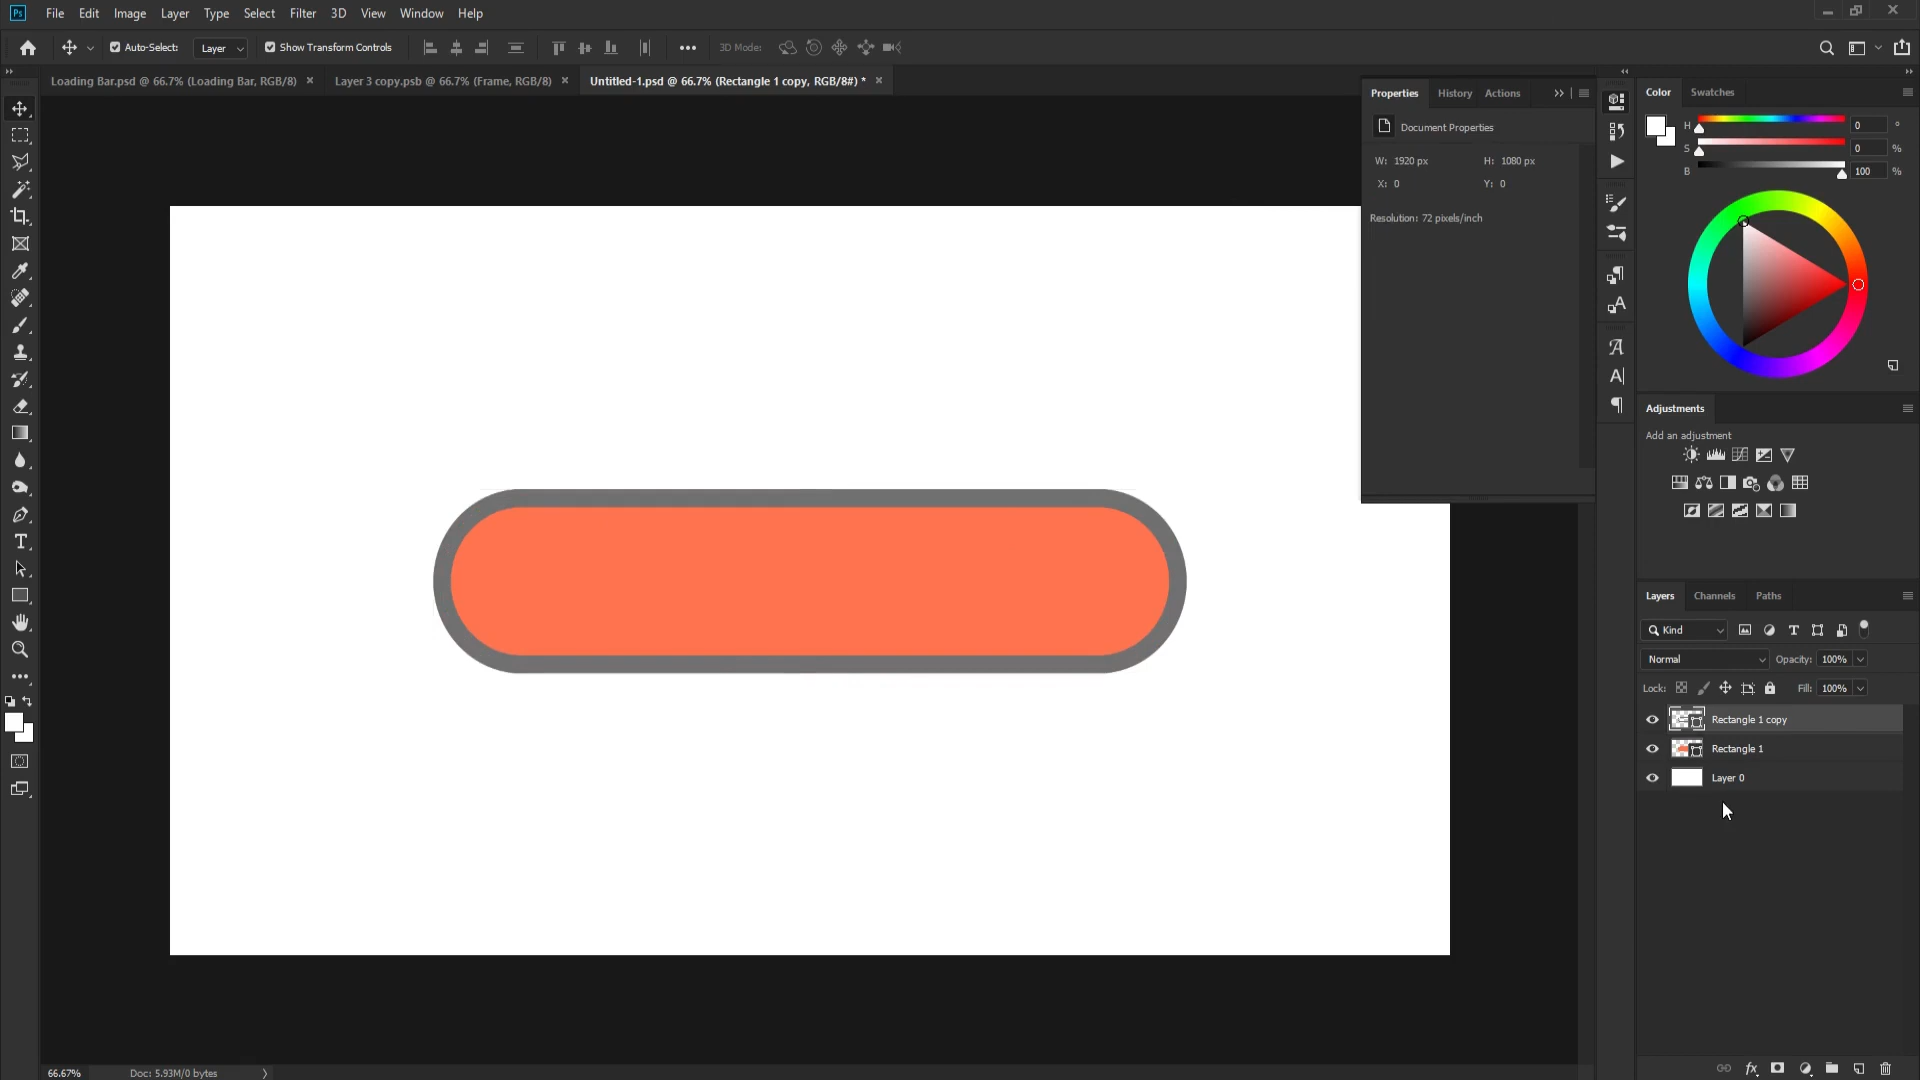 Ps File Edit Image Layer Type Select Filter 3D View Window Help
Auto-Select: Layer Show Transform Controls 3D Mode:
Loading Bar.psd @ 66.7% (Loading Bar, RGB/8) × Layer 3 copy.psb @ 66.7% (Frame, RGB/8) × Untitled-1.psd @ 66.7% (Rectangle 1 copy, RGB/8#) * ×
Properties History Actions
Document Properties
W: 1920 px H: 1080 px
X: 0 Y: 0
Resolution: 72 pixels/inch
Color Swatches
H 0 °
S 0 %
B 100 %
Adjustments
Add an adjustment
Layers Channels Paths
Kind
Normal Opacity: 100%
Lock: Fill: 100%
Rectangle 1 copy
Rectangle 1
Layer 0
66.67% Doc: 5.93M/0 bytes